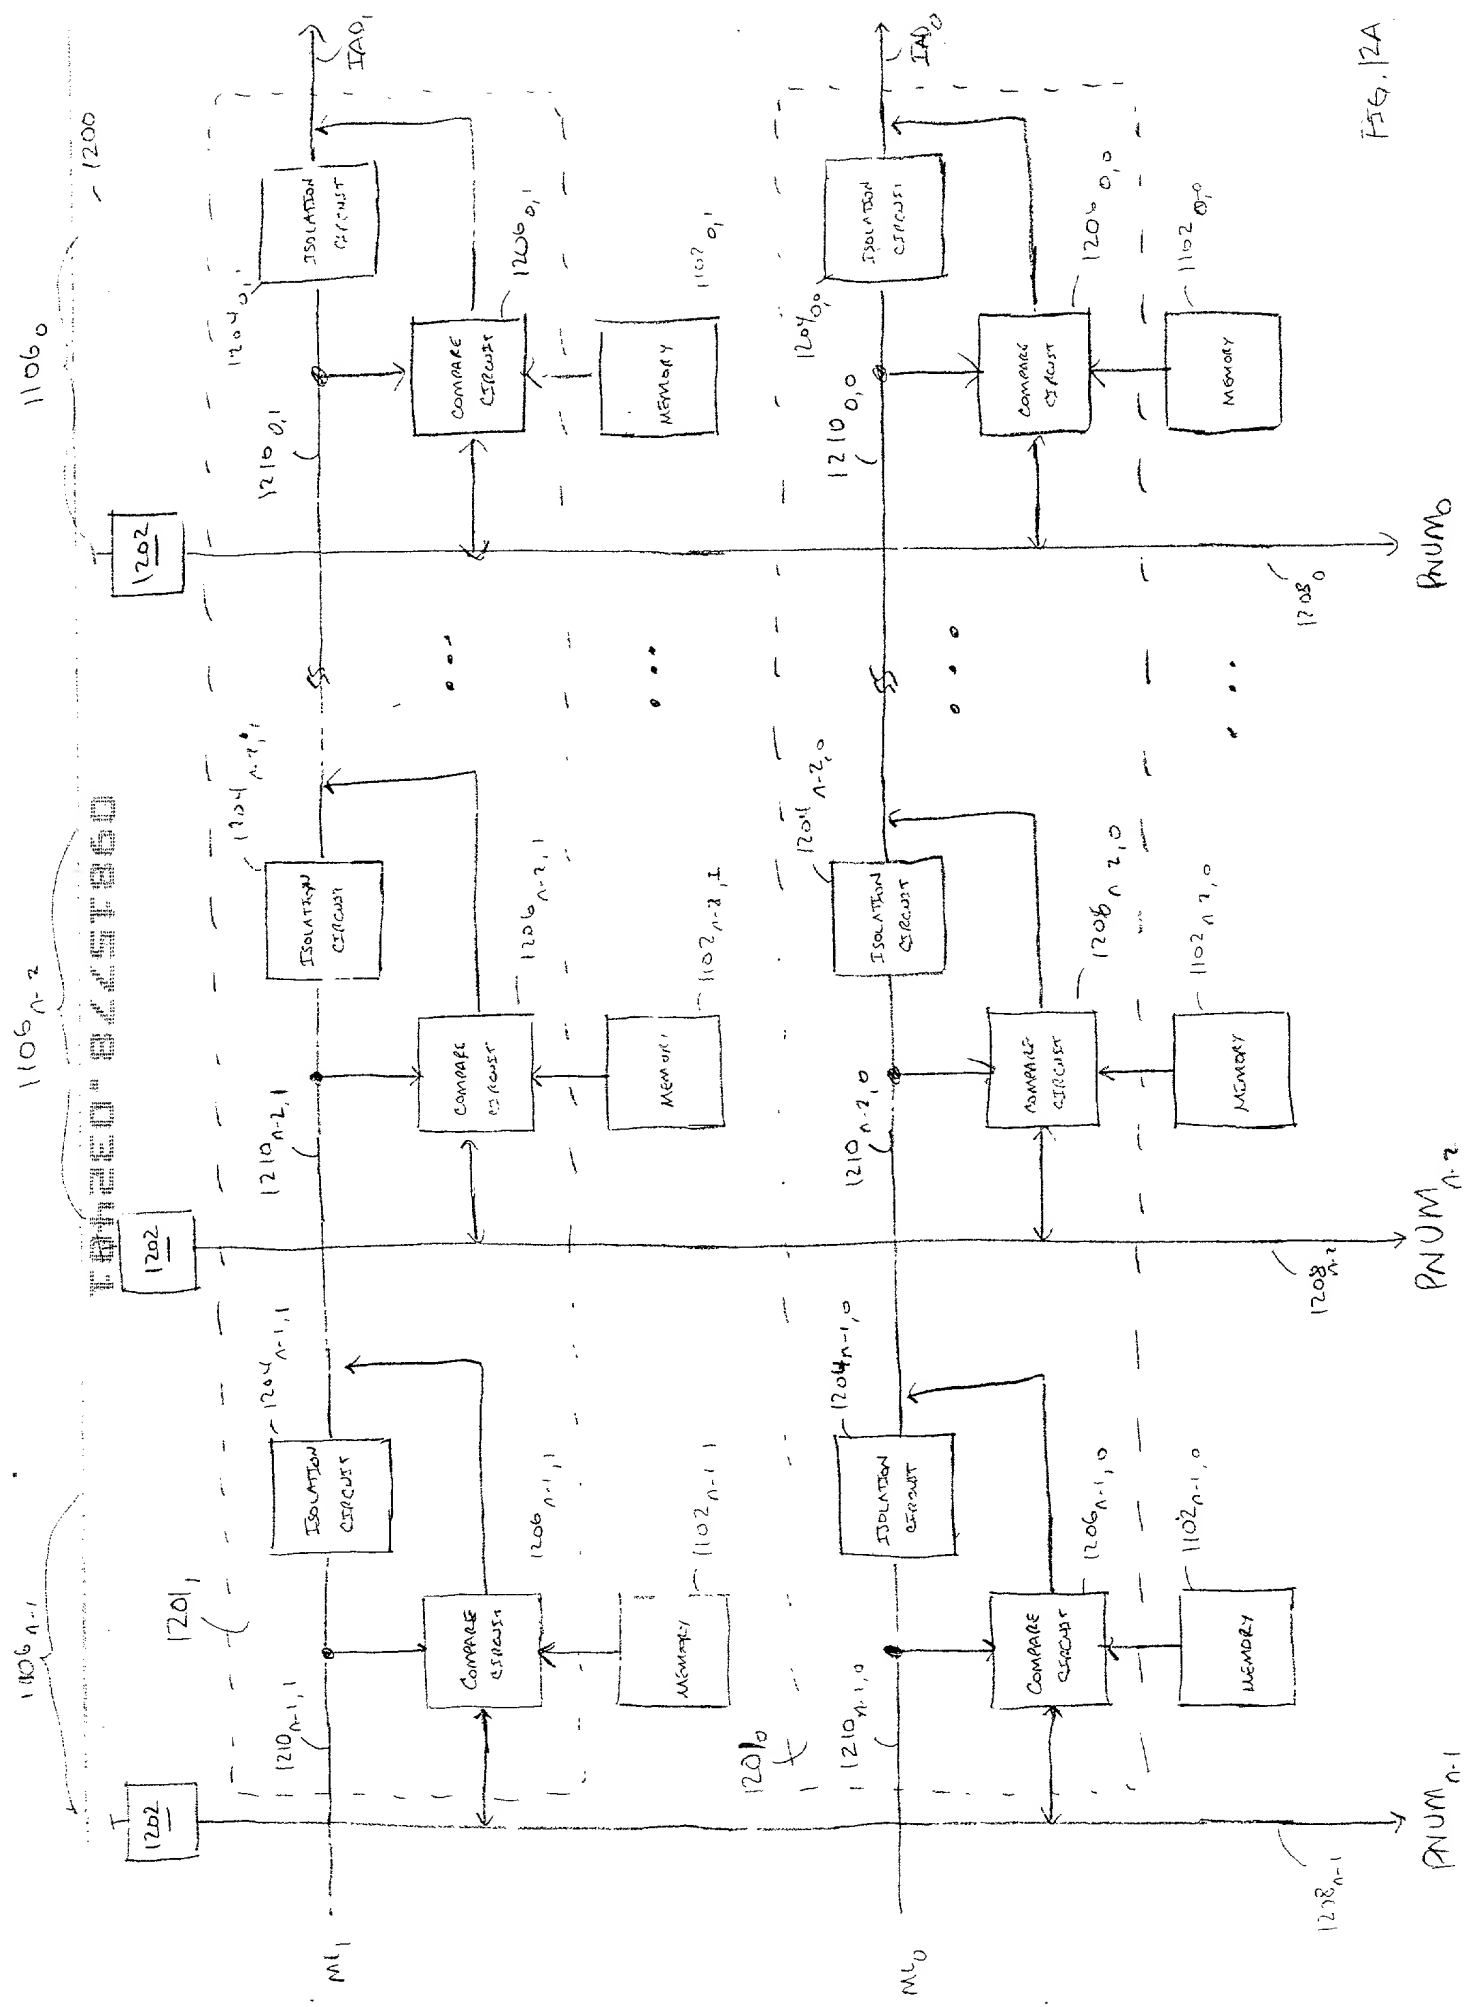 1106n-1
1106n-2
1106₀
1200
1202
1202
1202
1201₁
1204n-1,1
1204n-2,1
1204₀,₁
ML₁
1210n-1,1
ISOLATION
CIRCUIT
1210n-2,1
ISOLATION
CIRCUIT
1210₀,₁
ISOLATION
CIRCUIT
IAD₁
COMPARE
CIRCUIT
1206n-1,1
COMPARE
CIRCUIT
1206n-2,1
COMPARE
CIRCUIT
1206₀,₁
MEMORY
1102n-1 1
MEMORY
1102n-2,1
MEMORY
1102₀,₁
1201₀
1204n-1,0
1204n-2,0
1204₀,₀
ML₀
1210n-1,0
ISOLATION
CIRCUIT
1210n-2,0
ISOLATION
CIRCUIT
1210₀,₀
ISOLATION
CIRCUIT
IAD₀
COMPARE
CIRCUIT
1206n-1,0
COMPARE
CIRCUIT
1206n-2,0
COMPARE
CIRCUIT
1206₀,₀
MEMORY
1102n-1,0
MEMORY
1102n-2,0
MEMORY
1102₀,₀
1208n-1
1208n-2
1208₀
PNUMn-1
PNUMn-2
PNUM₀
FIG. 12A